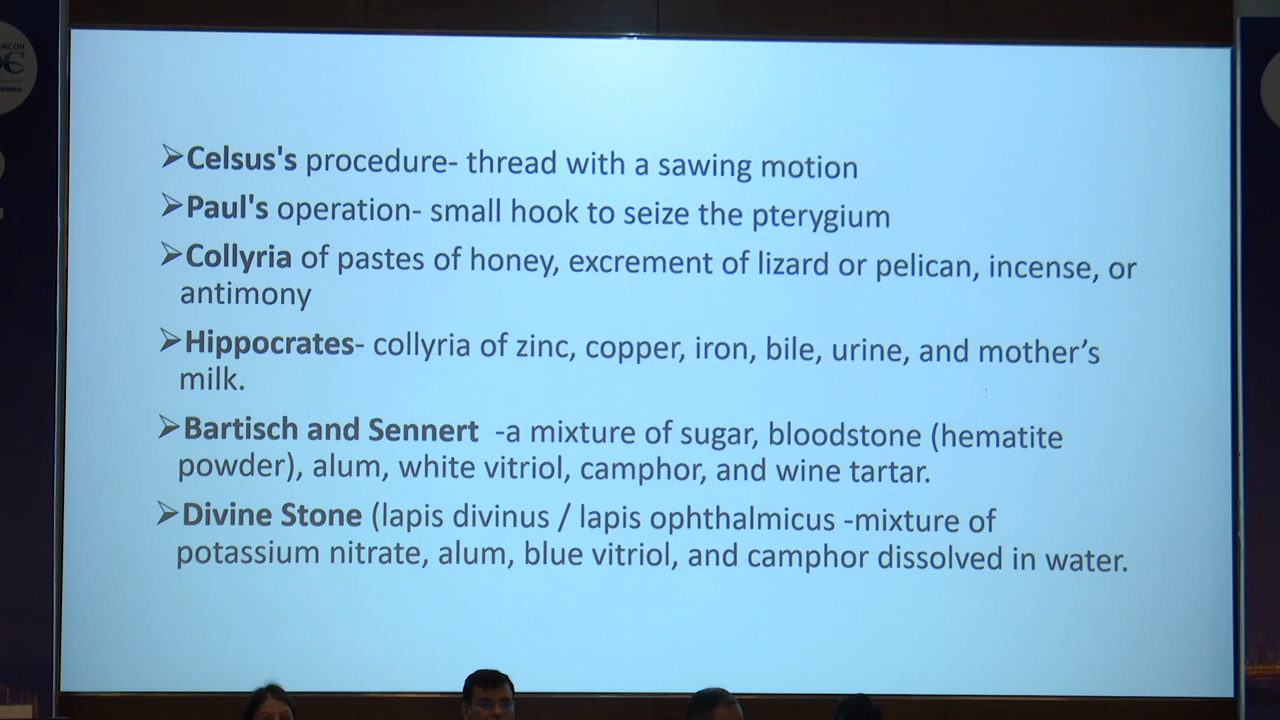 ➢Celsus's procedure- thread with a sawing motion
➢Paul's operation- small hook to seize the pterygium
➢Collyria of pastes of honey, excrement of lizard or pelican, incense, or
antimony
➢Hippocrates- collyria of zinc, copper, iron, bile, urine, and mother’s
milk.
➢Bartisch and Sennert -a mixture of sugar, bloodstone (hematite
powder), alum, white vitriol, camphor, and wine tartar.
➢Divine Stone (lapis divinus / lapis ophthalmicus -mixture of
potassium nitrate, alum, blue vitriol, and camphor dissolved in water.